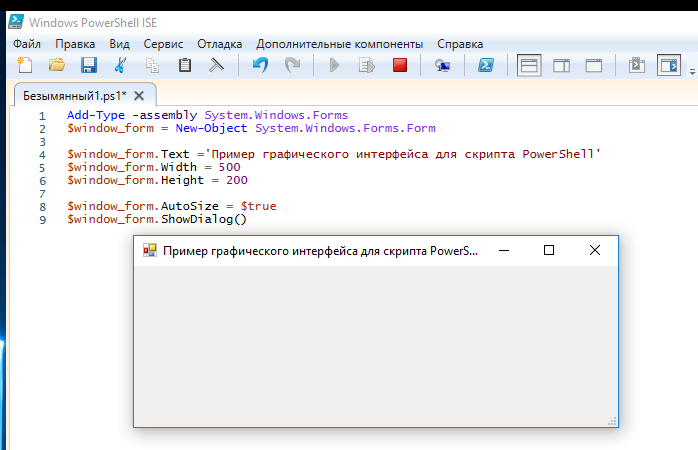 Windows PowerShell ISE
Файл Правка Вид Сервис Отладка Дополнительные компоненты Справка
Безымянный1.ps1*
1 Add-Type -assembly System.Windows.Forms
2 $window_form = New-Object System.Windows.Forms.Form
3
4 $window_form.Text ='Пример графического интерфейса для скрипта PowerShell'
5 $window_form.Width = 500
6 $window_form.Height = 200
7
8 $window_form.AutoSize = $true
9 $window_form.ShowDialog()
Пример графического интерфейса для скрипта PowerS...